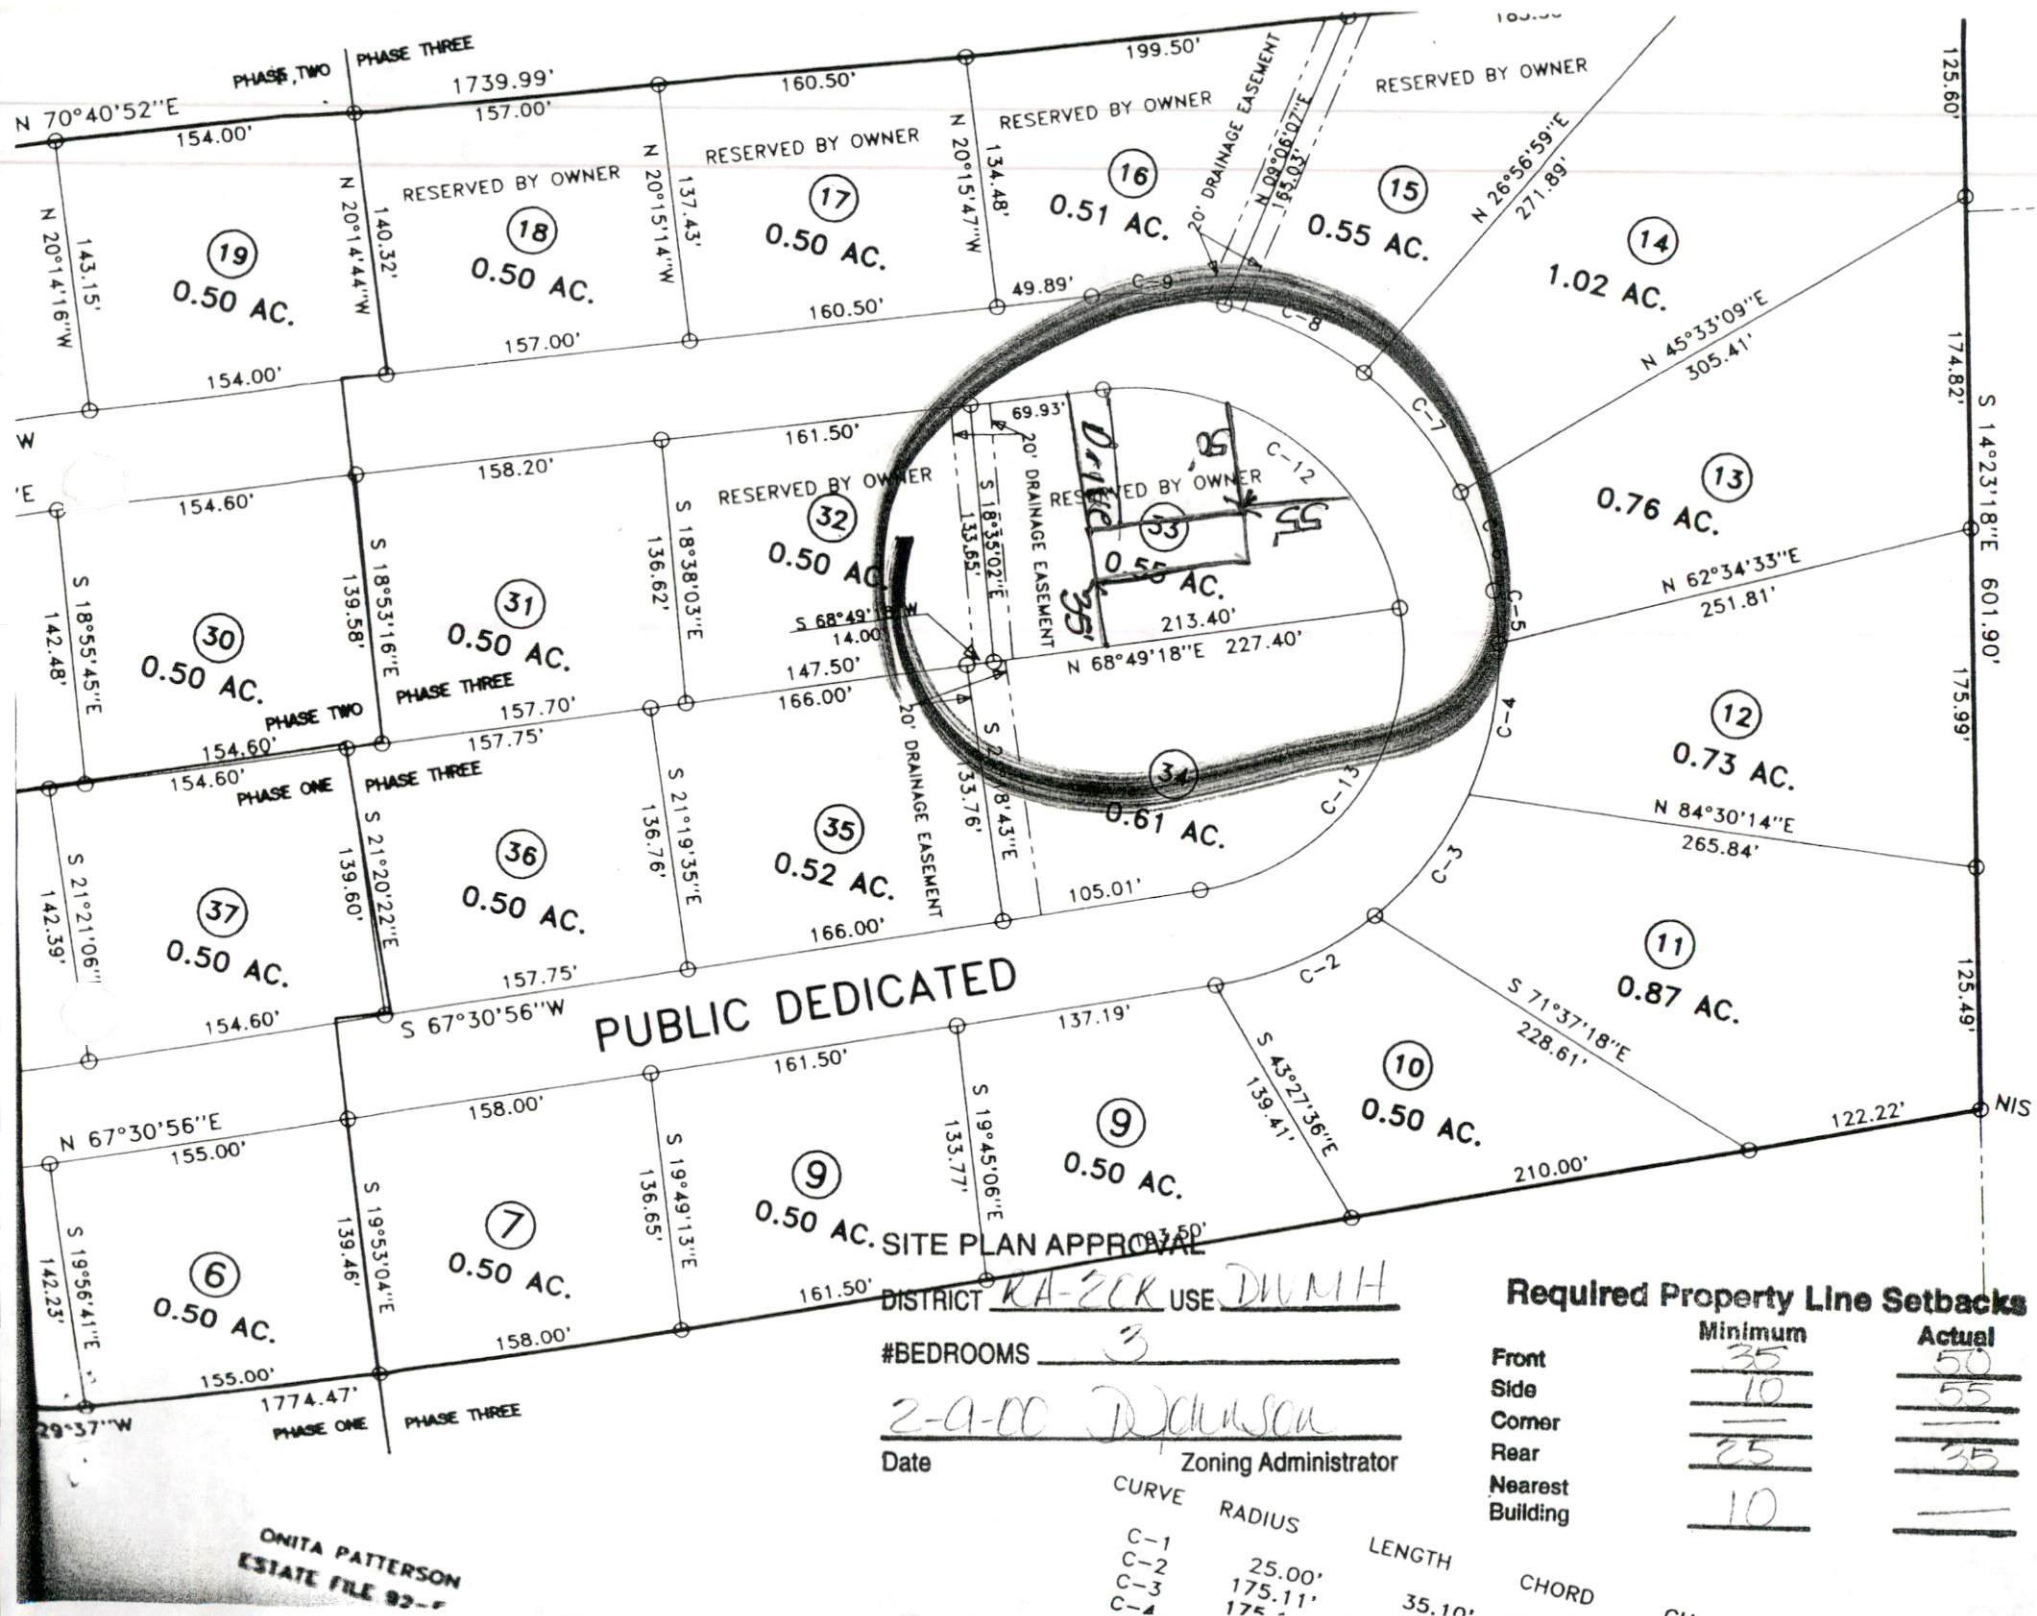 PHASE TWO
PHASE THREE
N 70°40'52"E
154.00'
1739.99'
157.00'
160.50'
199.50'
125.60'
RESERVED BY OWNER
RESERVED BY OWNER
RESERVED BY OWNER
RESERVED BY OWNER
N 20°14'16"W
143.15'
19
0.50 AC.
N 20°14'44"W
140.32'
18
0.50 AC.
N 20°15'14"W
137.43'
17
0.50 AC.
N 20°15'47"W
134.48'
16
0.51 AC.
20' DRAINAGE EASEMENT
N 09°06'07"E
165.03'
15
0.55 AC.
N 26°56'59"E
271.89'
14
1.02 AC.
N 45°33'09"E
305.41'
174.82'
S 14°23'18"E 601.90'
154.00'
157.00'
160.50'
49.89'
C-9
C-8
C-7
W
'E
154.60'
158.20'
161.50'
69.93'
RESERVED BY OWNER
RESERVED BY OWNER
S 18°55'45"E
142.48'
30
0.50 AC.
S 18°53'16"E
139.58'
31
0.50 AC.
S 18°38'03"E
136.62'
32
0.50 AC.
S 18°35'02"E
133.65'
20' DRAINAGE EASEMENT
Drive
50'
55'
35'
33
0.55 AC.
C-12
13
0.76 AC.
N 62°34'33"E
251.81'
C-5
C-4
S 68°49'18"W
14.00'
213.40'
N 68°49'18"E 227.40'
147.50'
166.00'
PHASE TWO
PHASE THREE
157.70'
154.60'
157.75'
154.60'
PHASE ONE
PHASE THREE
12
0.73 AC.
175.99'
N 84°30'14"E
265.84'
S 21°21'06"
142.39'
37
0.50 AC.
S 21°20'22"E
139.60'
36
0.50 AC.
S 21°19'35"E
136.76'
35
0.52 AC.
20' DRAINAGE EASEMENT
133.76'
34
0.61 AC.
C-13
C-3
105.01'
166.00'
157.75'
154.60'
S 67°30'56"W
PUBLIC DEDICATED
C-2
11
0.87 AC.
125.49'
S 71°37'18"E
228.61'
N 67°30'56"E
155.00'
158.00'
161.50'
137.19'
S 43°27'36"E
139.41'
10
0.50 AC.
122.22'
NIS
210.00'
S 19°56'41"E
142.23'
6
0.50 AC.
S 19°53'04"E
139.46'
7
0.50 AC.
S 19°49'13"E
136.65'
9
0.50 AC.
S 19°45'06"E
133.77'
9
0.50 AC.
193.50'
161.50'
158.00'
155.00'
1774.47'
29°37"W
PHASE ONE
PHASE THREE
SITE PLAN APPROVAL
DISTRICT RA-20R USE DWMH
#BEDROOMS 3
2-9-00 D Johnson
Date Zoning Administrator
Required Property Line Setbacks
Minimum Actual
Front 35 50
Side 10 55
Corner — —
Rear 25 35
Nearest
Building 10 —
ONITA PATTERSON
ESTATE FILE 92-
CURVE RADIUS LENGTH CHORD
C-1 25.00' 35.10'
C-2 175.11'
C-3
C-4